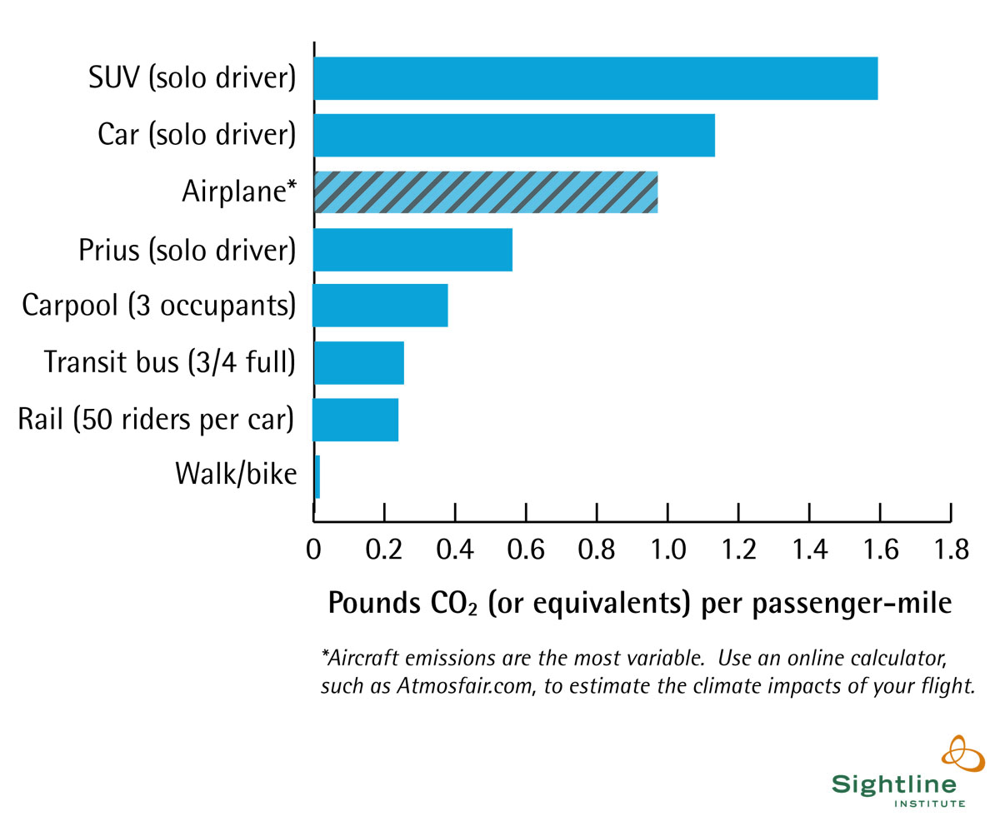 SUV (solo driver)
Car (solo driver)
Airplane*
Prius (solo driver)
Carpool (3 occupants)
Transit bus (3/4 full)
Rail (50 riders per car)
Walk/bike
0 0.2 0.4 0.6 0.8 1.0 1.2 1.4 1.6 1.8
Pounds CO₂ (or equivalents) per passenger-mile
*Aircraft emissions are the most variable.  Use an online calculator,
such as Atmosfair.com, to estimate the climate impacts of your flight.
Sightline
INSTITUTE